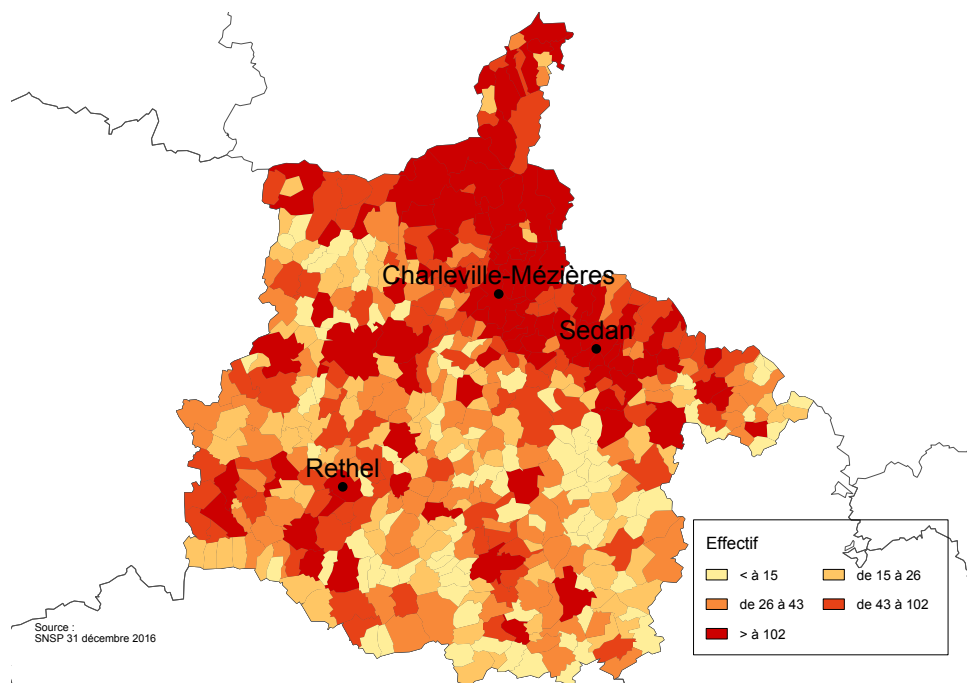 Charleville-Mézières
Sedan
Rethel
Effectif
< à 15
de 15 à 26
de 26 à 43
de 43 à 102
> à 102
Source :
SNSP 31 décembre 2016